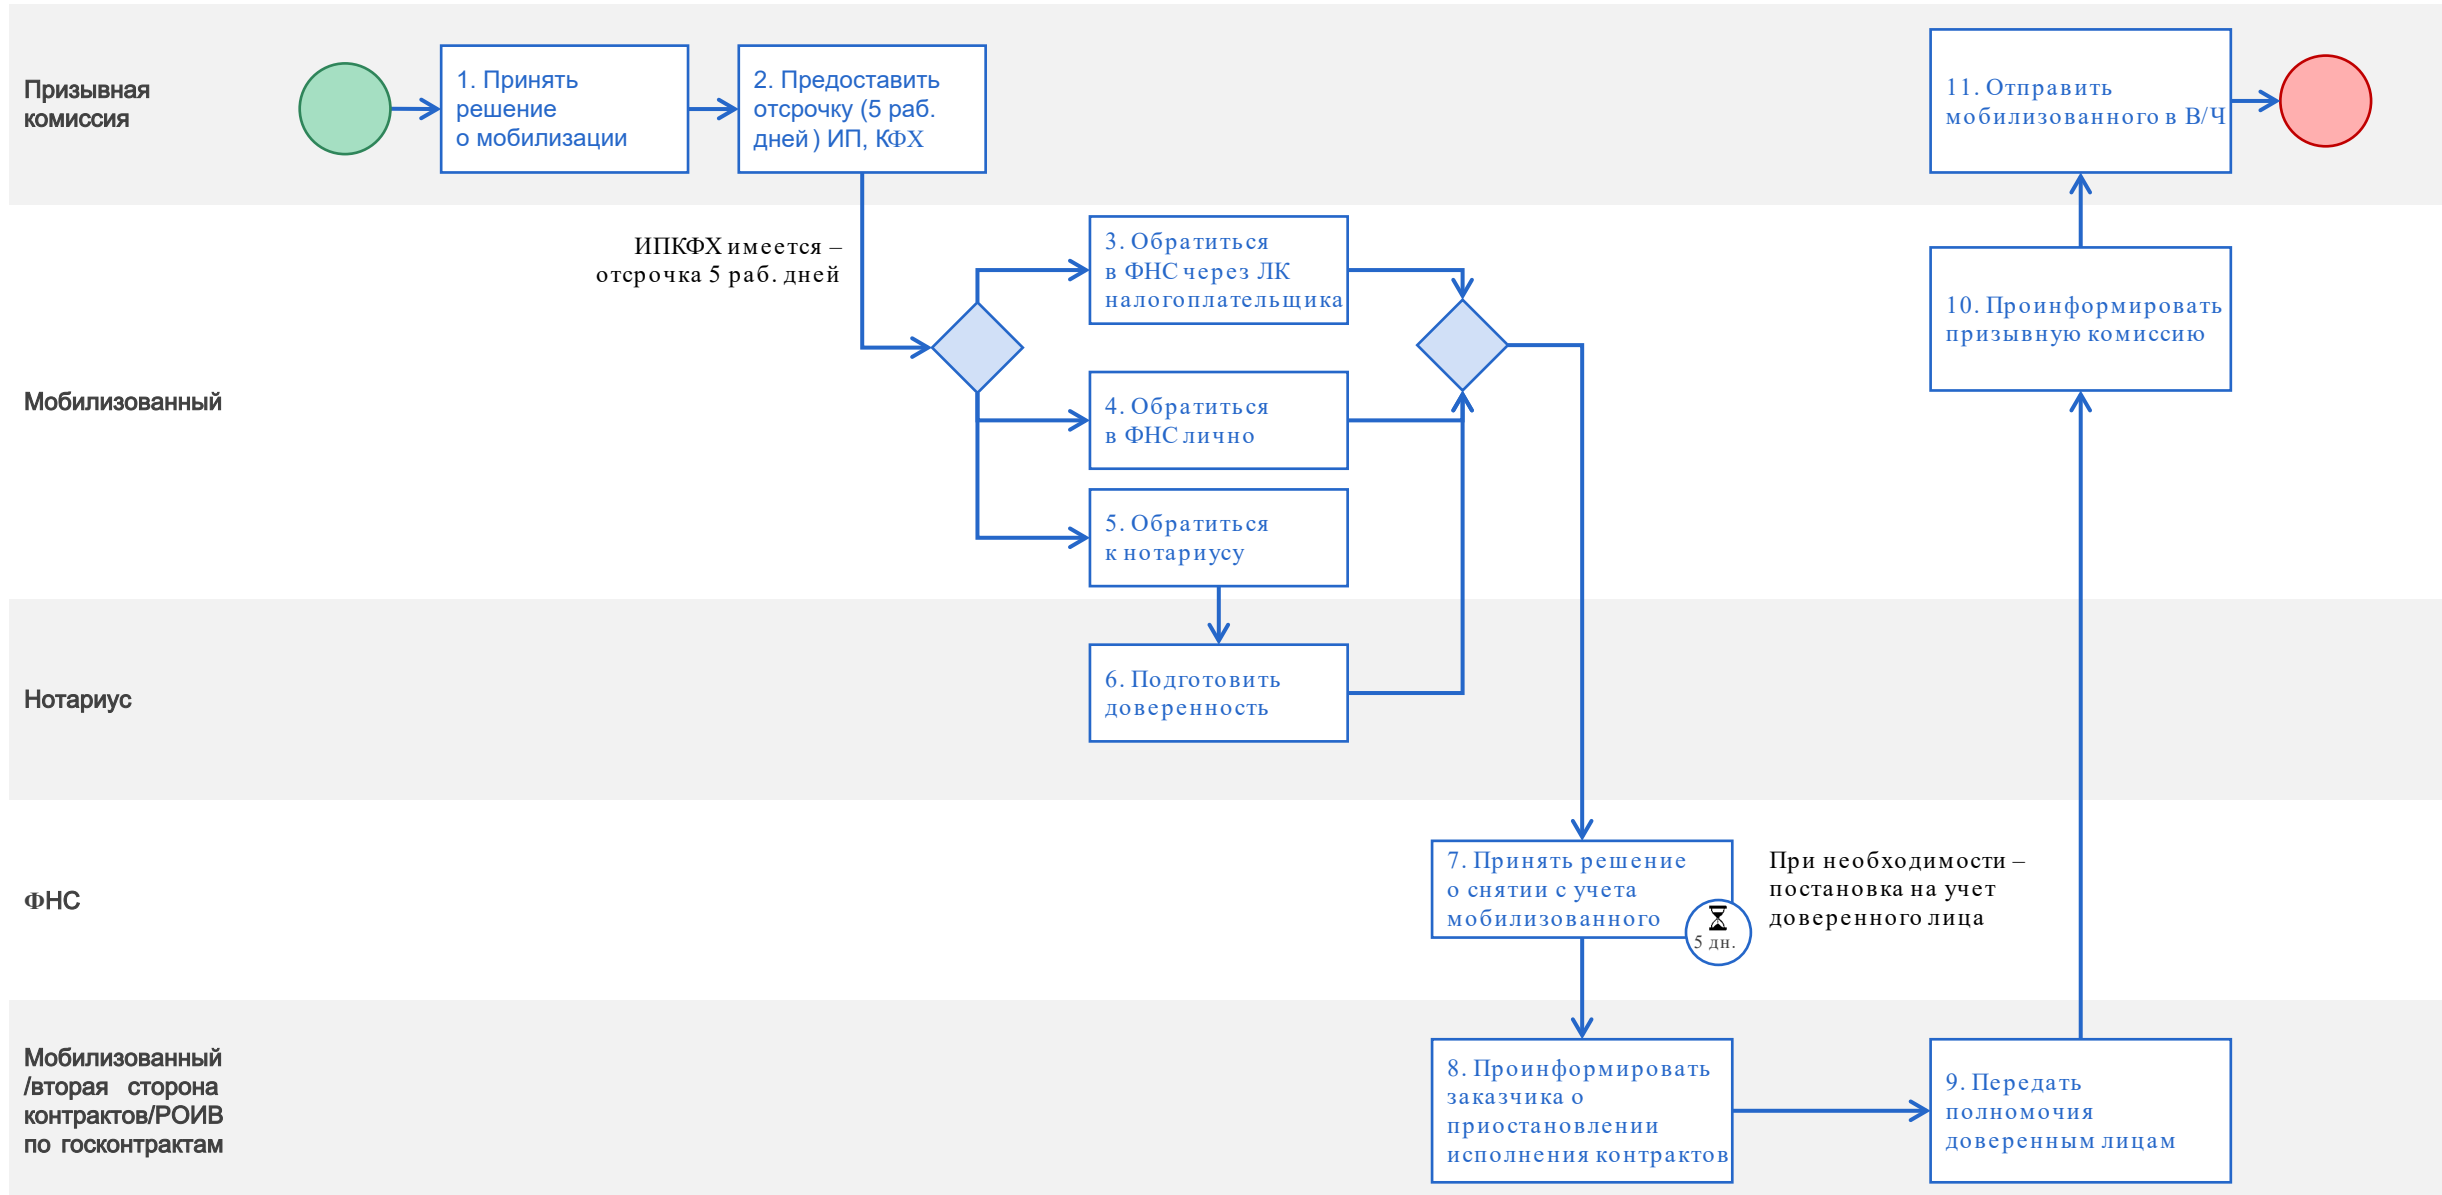 Призывная
комиссия
1. Принять
решение
о мобилизации
2. Предоставить
отсрочку (5 раб.
дней) ИП, КФХ
11. Отправить
мобилизованного в В/Ч
Мобилизованный
ИПКФХ имеется –
отсрочка 5 раб. дней
3. Обратиться
в ФНС через ЛК
налогоплательщика
4. Обратиться
в ФНС лично
5. Обратиться
к нотариусу
10. Проинформировать
призывную комиссию
Нотариус
6. Подготовить
доверенность
ФНС
7. Принять решение
о снятии с учета
мобилизованного
5 дн.
При необходимости –
постановка на учет
доверенного лица
Мобилизованный
/вторая сторона
контрактов/РОИВ
по госконтрактам
8. Проинформировать
заказчика о
приостановлении
исполнения контрактов
9. Передать
полномочия
доверенным лицам